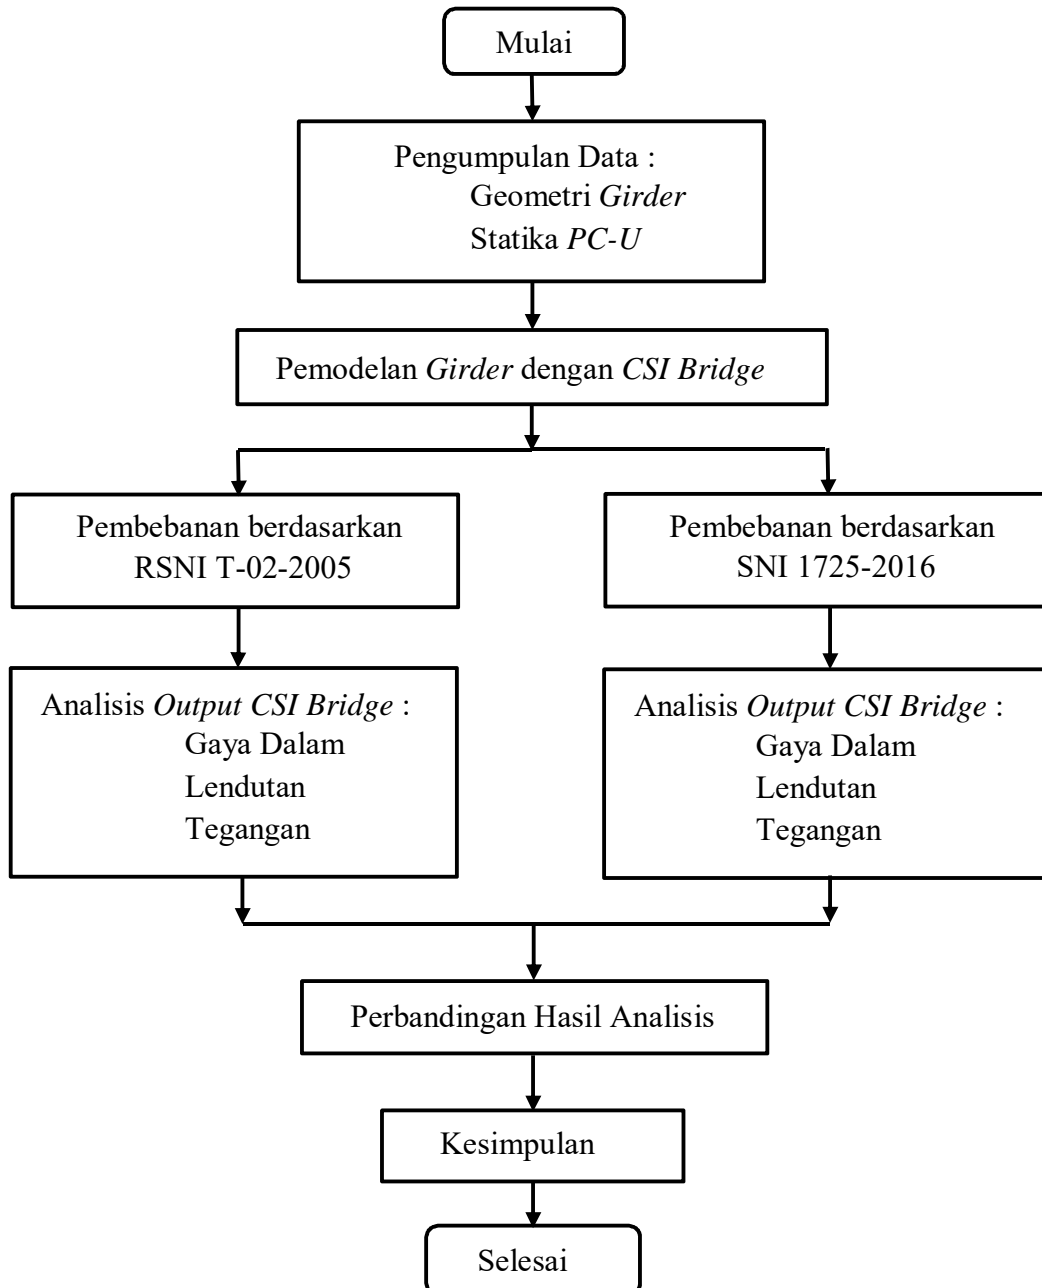 Mulai
Pengumpulan Data :
Geometri Girder
Statika PC-U
Pemodelan Girder dengan CSI Bridge
Pembebanan berdasarkan
RSNI T-02-2005
Pembebanan berdasarkan
SNI 1725-2016
Analisis Output CSI Bridge :
Gaya Dalam
Lendutan
Tegangan
Analisis Output CSI Bridge :
Gaya Dalam
Lendutan
Tegangan
Perbandingan Hasil Analisis
Kesimpulan
Selesai